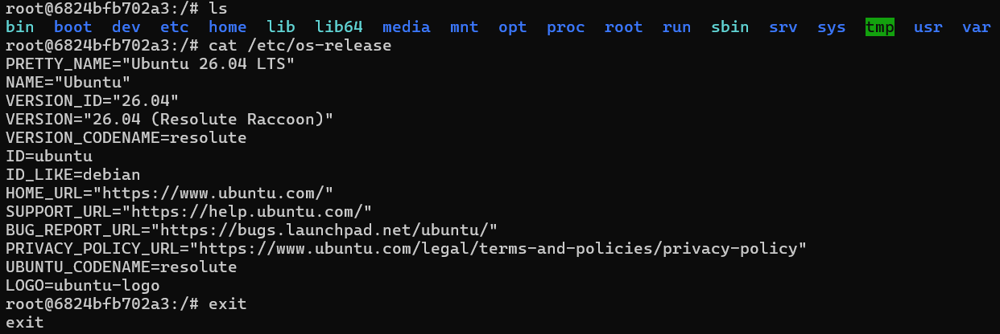 root@6824bfb702a3:/# ls
bin  boot  dev  etc  home  lib  lib64  media  mnt  opt  proc  root  run  sbin  srv  sys  tmp  usr  var
root@6824bfb702a3:/# cat /etc/os-release
PRETTY_NAME="Ubuntu 26.04 LTS"
NAME="Ubuntu"
VERSION_ID="26.04"
VERSION="26.04 (Resolute Raccoon)"
VERSION_CODENAME=resolute
ID=ubuntu
ID_LIKE=debian
HOME_URL="https://www.ubuntu.com/"
SUPPORT_URL="https://help.ubuntu.com/"
BUG_REPORT_URL="https://bugs.launchpad.net/ubuntu/"
PRIVACY_POLICY_URL="https://www.ubuntu.com/legal/terms-and-policies/privacy-policy"
UBUNTU_CODENAME=resolute
LOGO=ubuntu-logo
root@6824bfb702a3:/# exit
exit